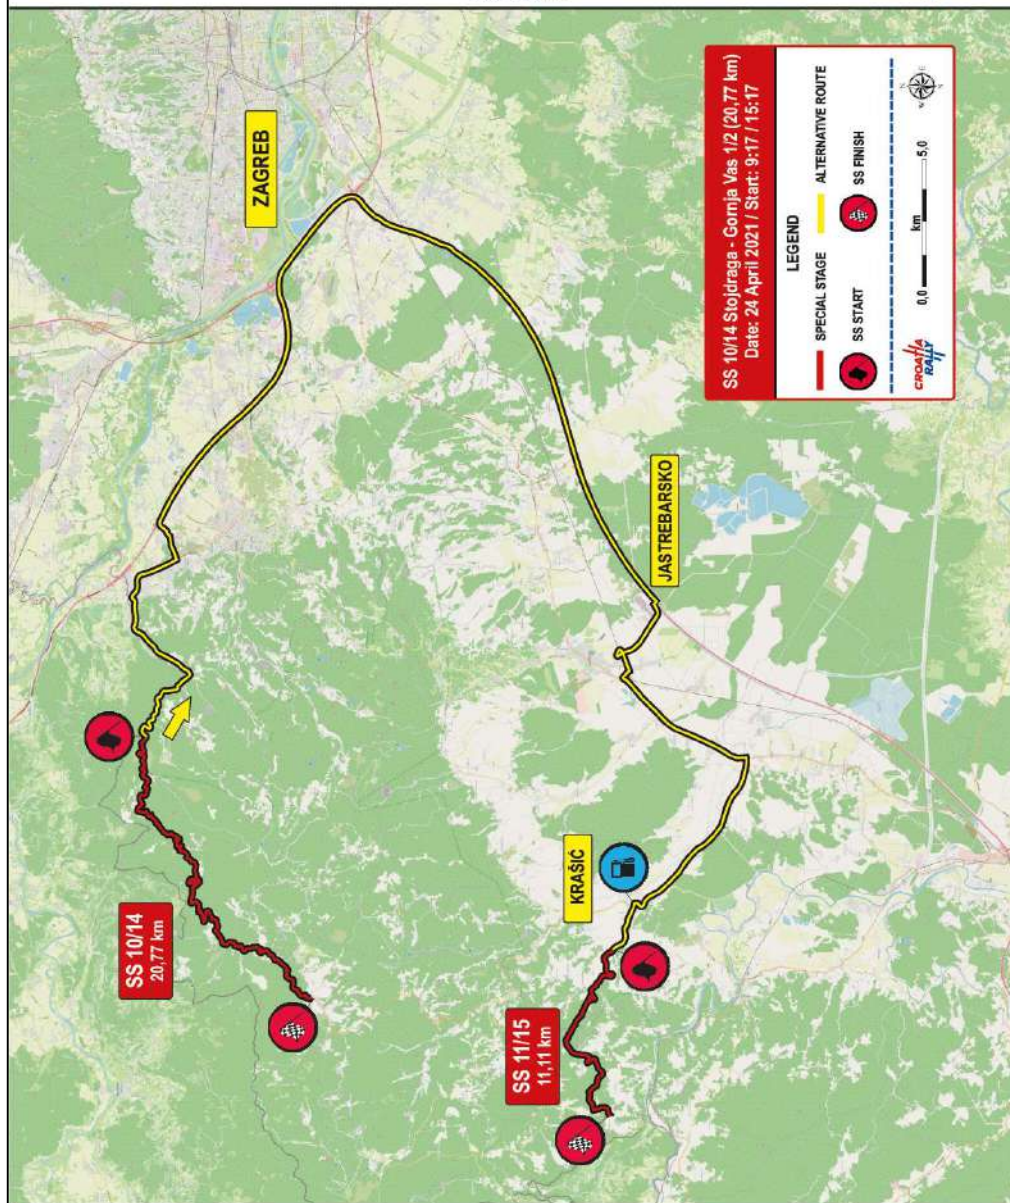 ZAGREB
JASTREBARSKO
KRAŠIĆ
SS 10/14
20,77 km
SS 11/15
11,11 km
SS 10/14 Stojdraga - Gornja Vas 1/2 (20,77 km)
Date: 24 April 2021 / Start: 9:17 / 15:17
LEGEND
SPECIAL STAGE
ALTERNATIVE ROUTE
SS START
SS FINISH
CROATIA
RALLY
0,0
km
5,0